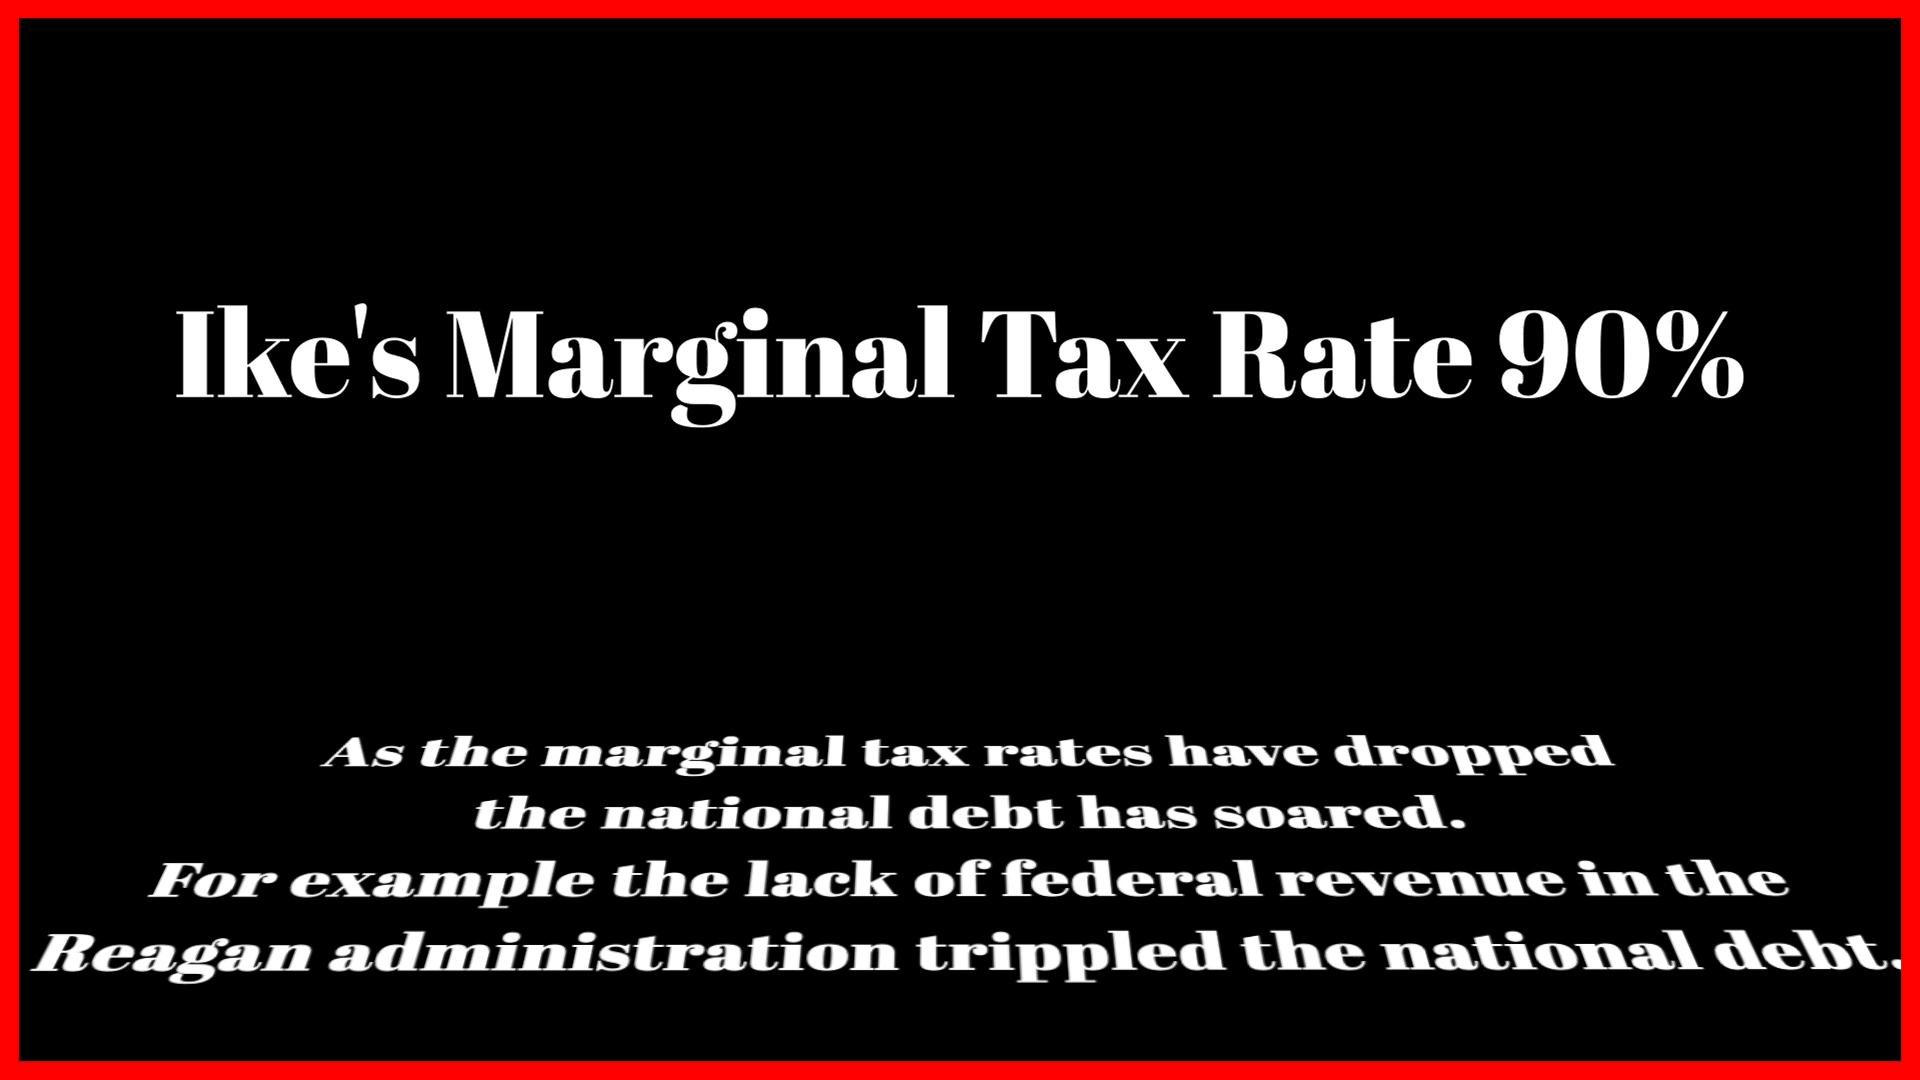 Ike's Marginal Tax Rate 90%
As the marginal tax rates have dropped
the national debt has soared.
For example the lack of federal revenue in the
Reagan administration trippled the national debt.